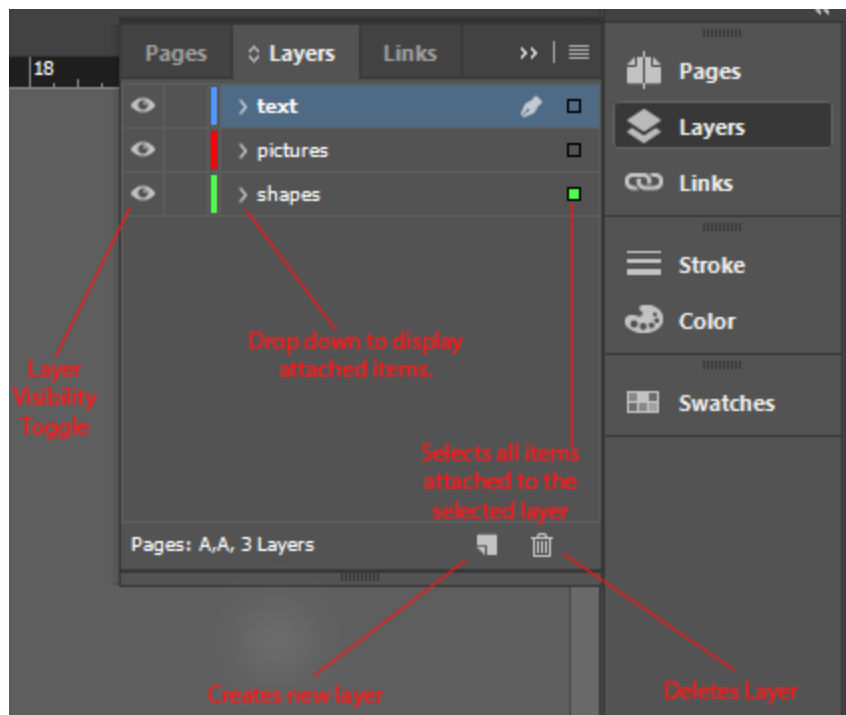 Pages
Layers
Links
18
text
pictures
shapes
Drop down to display
attached items.
Layer
Visibility
Toggle
Selects all items
attached to the
selected layer
Pages: A,A, 3 Layers
Creates new layer
Deletes Layer
Pages
Layers
Links
Stroke
Color
Swatches